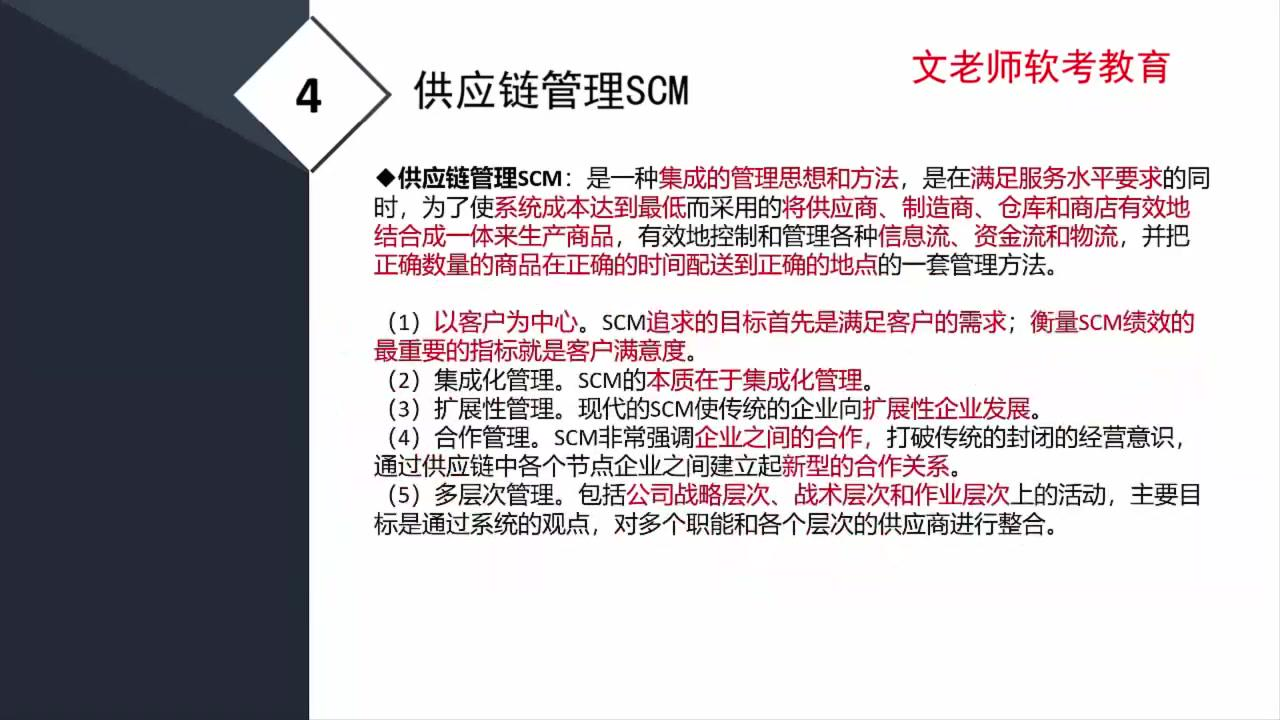 4
供应链管理SCM
文老师软考教育
◆供应链管理SCM：是一种集成的管理思想和方法，是在满足服务水平要求的同
时，为了使系统成本达到最低而采用的将供应商、制造商、仓库和商店有效地
结合成一体来生产商品，有效地控制和管理各种信息流、资金流和物流，并把
正确数量的商品在正确的时间配送到正确的地点的一套管理方法。
（1）以客户为中心。SCM追求的目标首先是满足客户的需求；衡量SCM绩效的
最重要的指标就是客户满意度。
（2）集成化管理。SCM的本质在于集成化管理。
（3）扩展性管理。现代的SCM使传统的企业向扩展性企业发展。
（4）合作管理。SCM非常强调企业之间的合作，打破传统的封闭的经营意识，
通过供应链中各个节点企业之间建立起新型的合作关系。
（5）多层次管理。包括公司战略层次、战术层次和作业层次上的活动，主要目
标是通过系统的观点，对多个职能和各个层次的供应商进行整合。